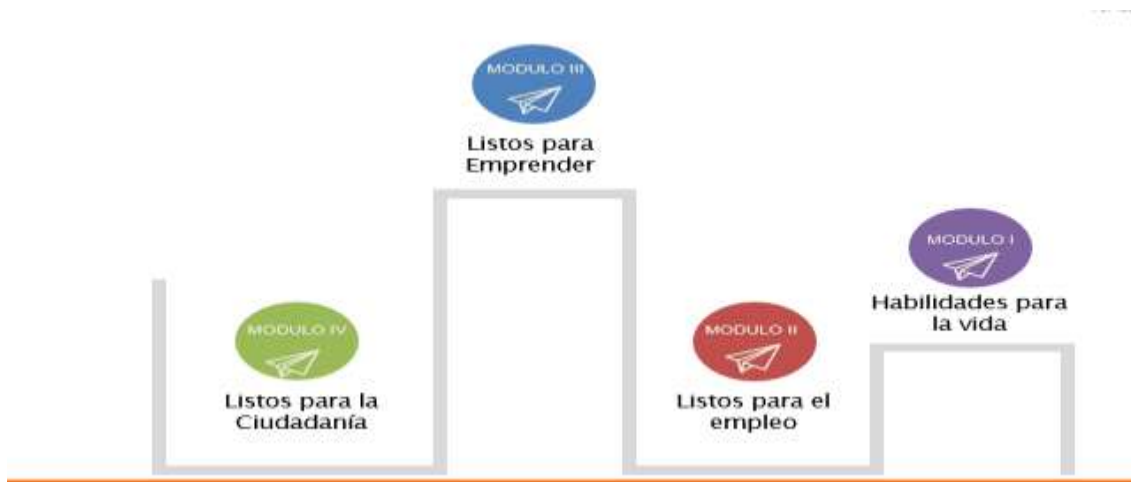 MODULO III
Listos para
Emprender
MODULO I
Habilidades para
la vida
MODULO IV
Listos para la
Ciudadanía
MODULO II
Listos para el
empleo